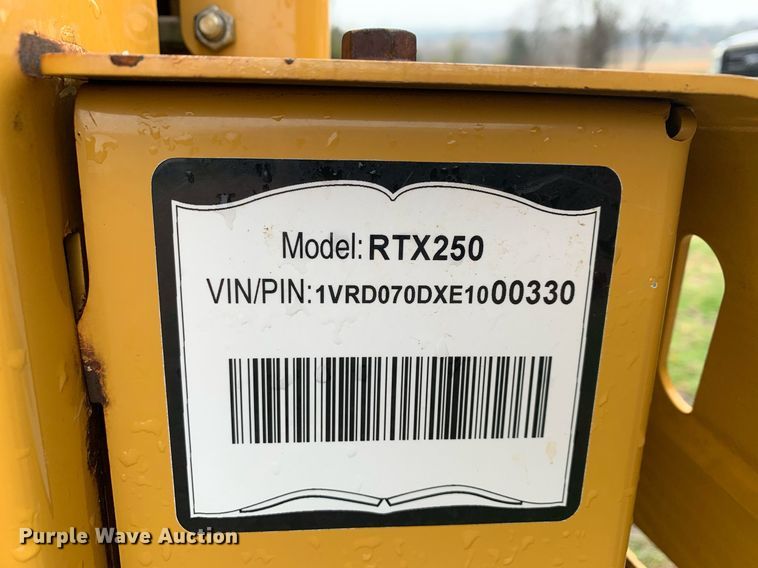 Model: RTX250
VIN/PIN: 1VRD070DXE1000330
Purple Wave Auction